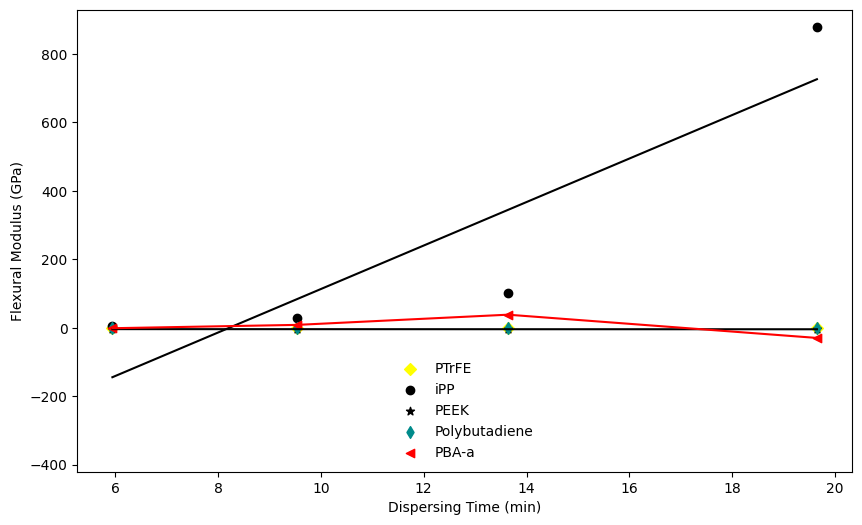 800
600
400
200
0
−200
−400
Flexural Modulus (GPa)
PTrFE
iPP
PEEK
Polybutadiene
PBA-a
6 8 10 12 14 16 18 20
Dispersing Time (min)